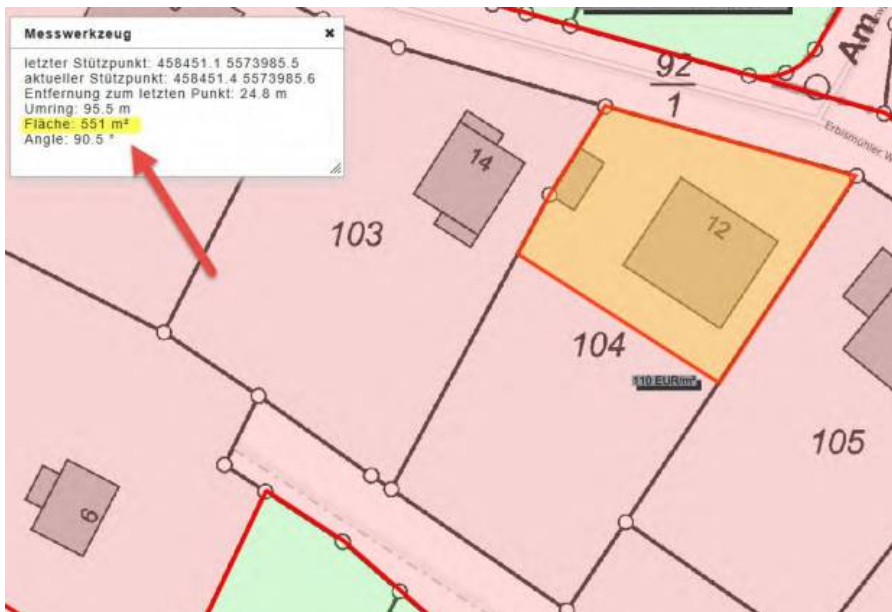 Messwerkzeug ×
letzter Stützpunkt: 458451.1 5573985.5
aktueller Stützpunkt: 458451.4 5573985.6
Entfernung zum letzten Punkt: 24.8 m
Umring: 95.5 m
Fläche: 551 m²
Angle: 90.5 °
Am
92
1
Erbismühler W
14
12
103
104
110 EUR/m²
105
6